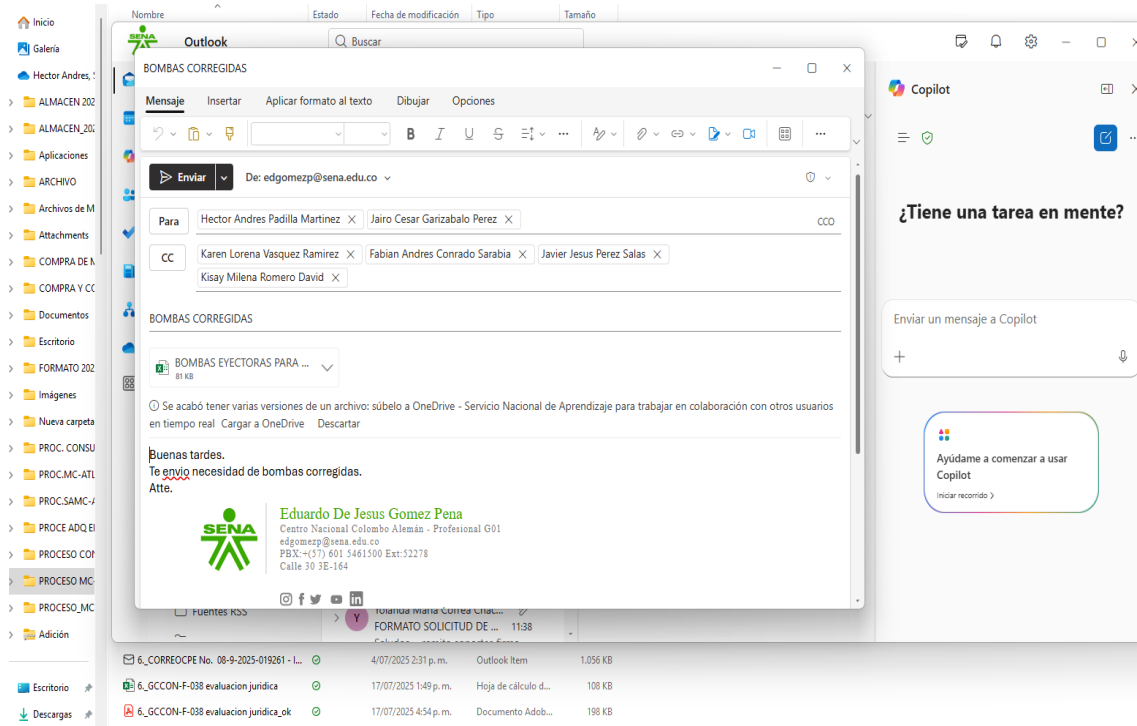 Nombre Estado Fecha de modificación Tipo Tamaño
Inicio
Galería
Hector Andres, S
ALMACEN 202
ALMACEN_202
Aplicaciones
ARCHIVO
Archivos de M
Attachments
COMPRA DE M
COMPRA Y CO
Documentos
Escritorio
FORMATO 202
Imágenes
Nueva carpeta
PROC. CONSU
PROC.MC-ATL
PROC.SAMC-A
PROCE ADQ EI
PROCESO CON
PROCESO MC-
PROCESO_MC
Adición
Escritorio
Descargas
SENA
Outlook
Buscar
BOMBAS CORREGIDAS
Mensaje Insertar Aplicar formato al texto Dibujar Opciones
Enviar De: edgomezp@sena.edu.co
Para Hector Andres Padilla Martinez Jairo Cesar Garizabalo Perez CCO
CC Karen Lorena Vasquez Ramirez Fabian Andres Conrado Sarabia Javier Jesus Perez Salas
Kisay Milena Romero David
BOMBAS CORREGIDAS
BOMBAS EYECTORAS PARA ...
81 KB
Se acabó tener varias versiones de un archivo: súbelo a OneDrive - Servicio Nacional de Aprendizaje para trabajar en colaboración con otros usuarios
en tiempo real Cargar a OneDrive Descartar
Buenas tardes.
Te envio necesidad de bombas corregidas.
Atte.
SENA
Eduardo De Jesus Gomez Pena
Centro Nacional Colombo Alemán - Profesional G01
edgomezp@sena.edu.co
PBX:+(57) 601 5461500 Ext:52278
Calle 30 3E-164
Fuentes RSS
Y
Yolanda Maria Correa Chac...
FORMATO SOLICITUD DE ... 11:38
Copilot
¿Tiene una tarea en mente?
Enviar un mensaje a Copilot
Ayúdame a comenzar a usar
Copilot
Iniciar recorrido
6._CORREOCPE No. 08-9-2025-019261 - I... 4/07/2025 2:31 p. m. Outlook Item 1.056 KB
6._GCCON-F-038 evaluacion juridica 17/07/2025 1:49 p. m. Hoja de cálculo d... 108 KB
6._GCCON-F-038 evaluacion juridica_ok 17/07/2025 4:54 p. m. Documento Adob... 198 KB